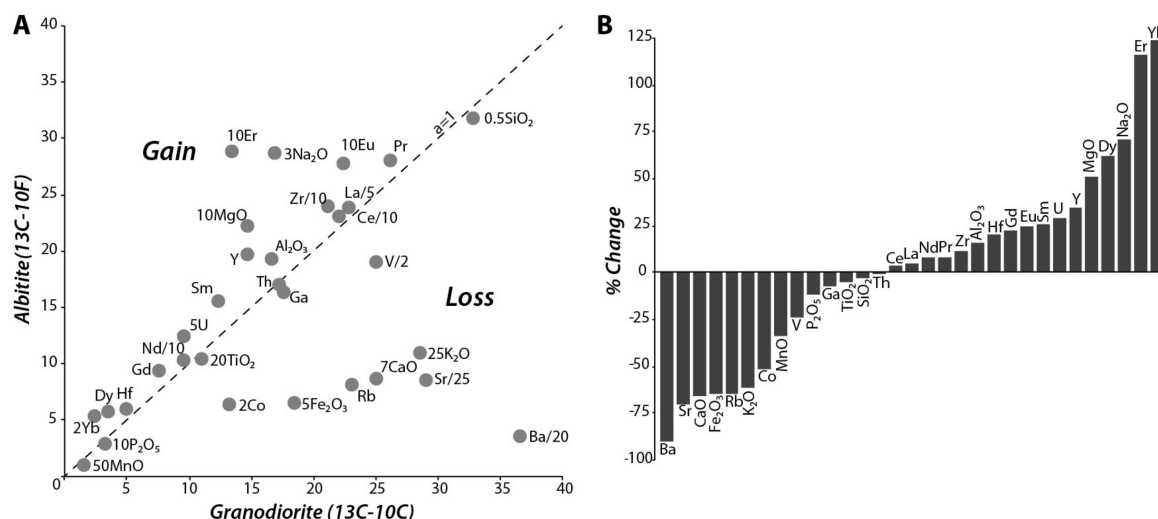 A
40
35
30
25
20
15
10
5
0
5
10
15
20
25
30
35
40
Albitite (13C-10F)
Granodiorite (13C-10C)
Gain
Loss
a=1
10Er
3Na₂O
10Eu
Pr
0.5SiO₂
Zr/10
La/5
Ce/10
10MgO
Y
Al₂O₃
V/2
Th
Ga
Sm
5U
Nd/10
20TiO₂
Gd
25K₂O
7CaO
Sr/25
Rb
Dy
Hf
2Yb
2Co
5Fe₂O₃
10P₂O₅
Ba/20
50MnO
B
125
100
75
50
25
0
-25
-50
-75
-100
% Change
Ba
Sr
CaO
Fe₂O₃
Rb
K₂O
Co
MnO
V
P₂O₅
Ga
TiO₂
SiO₂
Th
Ce
La
Nd
Pr
Zr
Al₂O₃
Hf
Gd
Eu
Sm
U
Y
MgO
Dy
Na₂O
Er